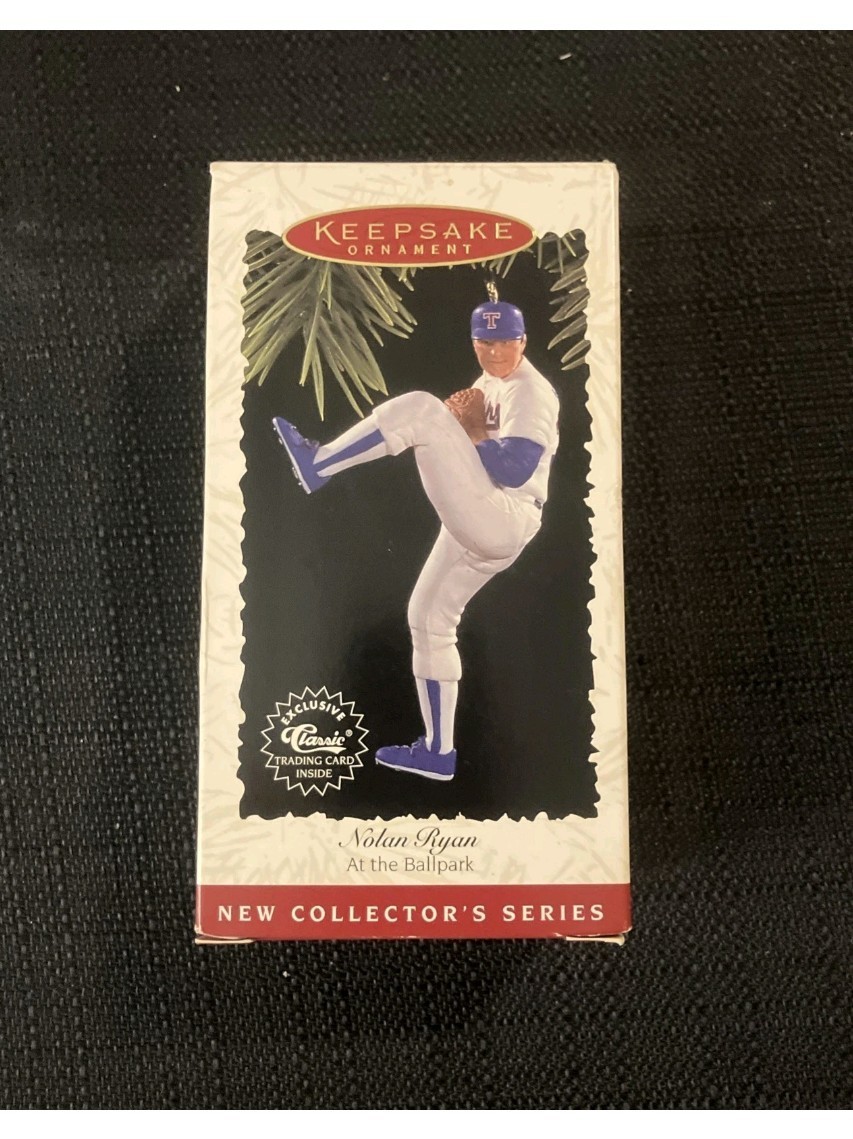 KEEPSAKE
ORNAMENT
T
EXCLUSIVE
Classic®
TRADING CARD
INSIDE
Nolan Ryan
At the Ballpark
NEW COLLECTOR'S SERIES